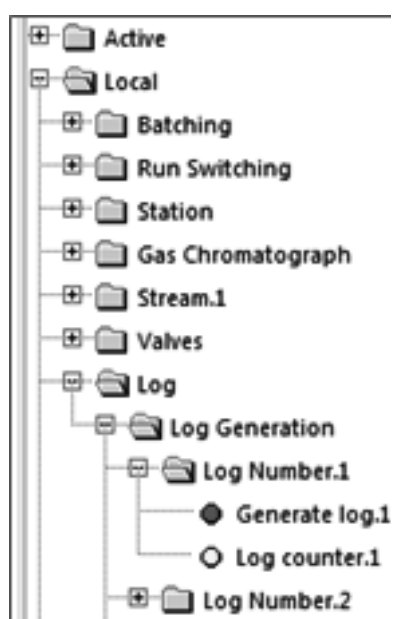 Active
Local
Batching
Run Switching
Station
Gas Chromatograph
Stream.1
Valves
Log
Log Generation
Log Number.1
Generate log.1
Log counter.1
Log Number.2